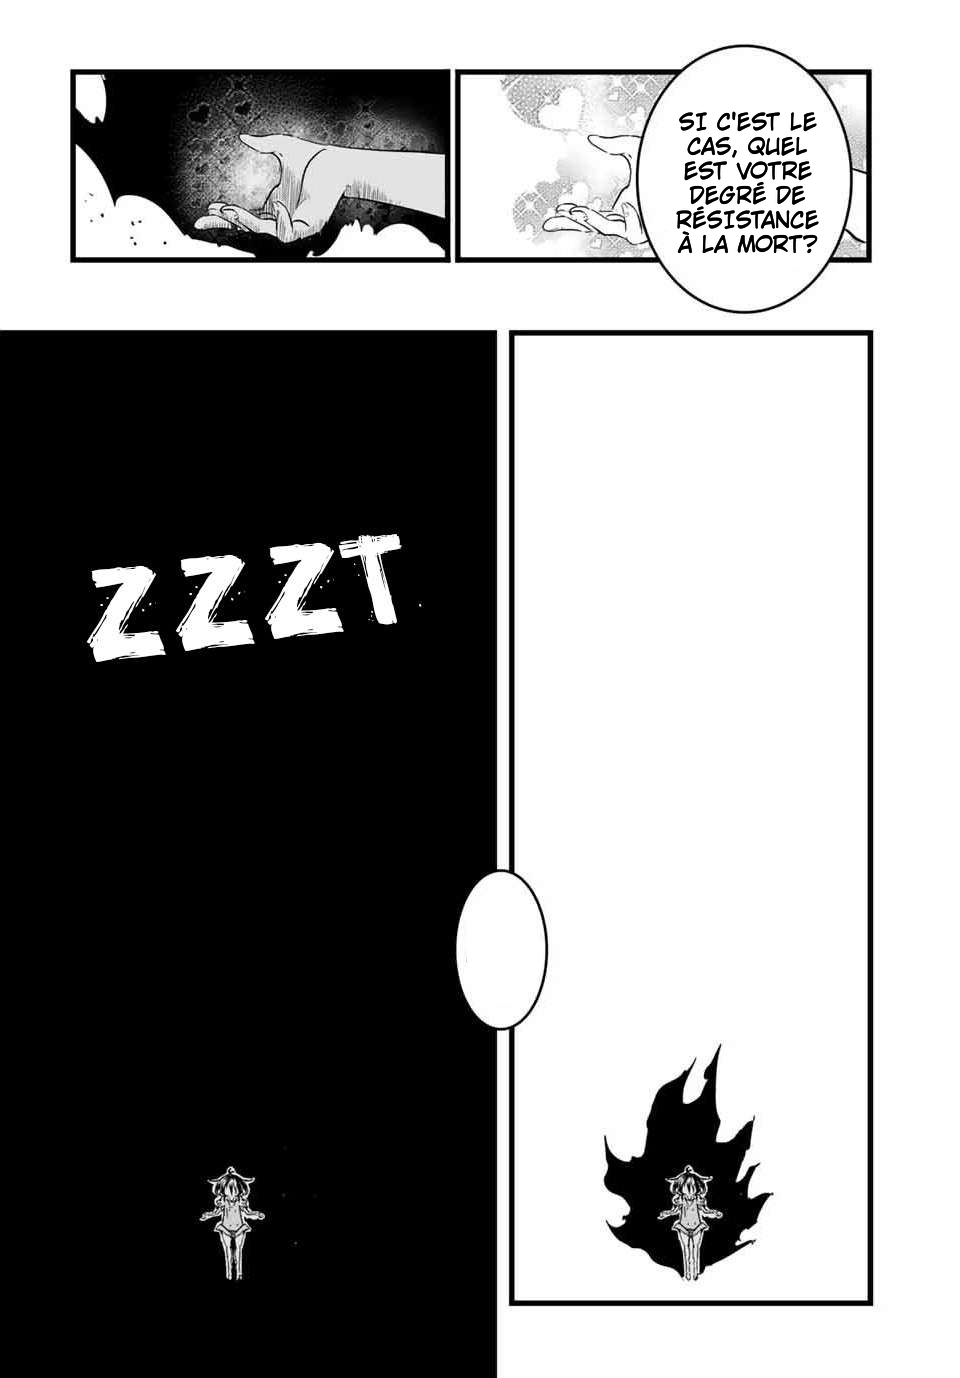 SI C'EST LE
CAS, QUEL
EST VOTRE
DEGRÉ DE
RÉSISTANCE
À LA MORT?
ZZZT